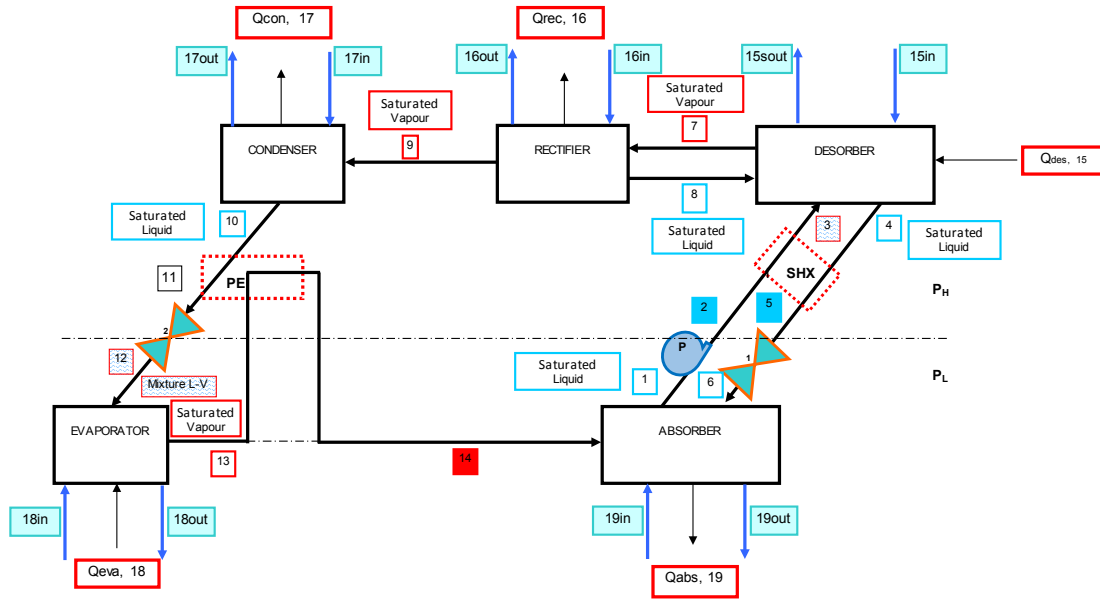 Qcon, 17
Qrec, 16
17out
17in
16out
16in
15sout
15in
Saturated
Vapour
9
Saturated
Vapour
7
CONDENSER
RECTIFIER
DESORBER
Qdes, 15
8
Saturated
Liquid
10
Saturated
Liquid
3
4
Saturated
Liquid
11
PE
SHX
PH
2
5
2
P
1
12
Mixture L-V
Saturated
Liquid
1
6
PL
Saturated
Vapour
EVAPORATOR
13
14
ABSORBER
18in
18out
19in
19out
Qeva, 18
Qabs, 19